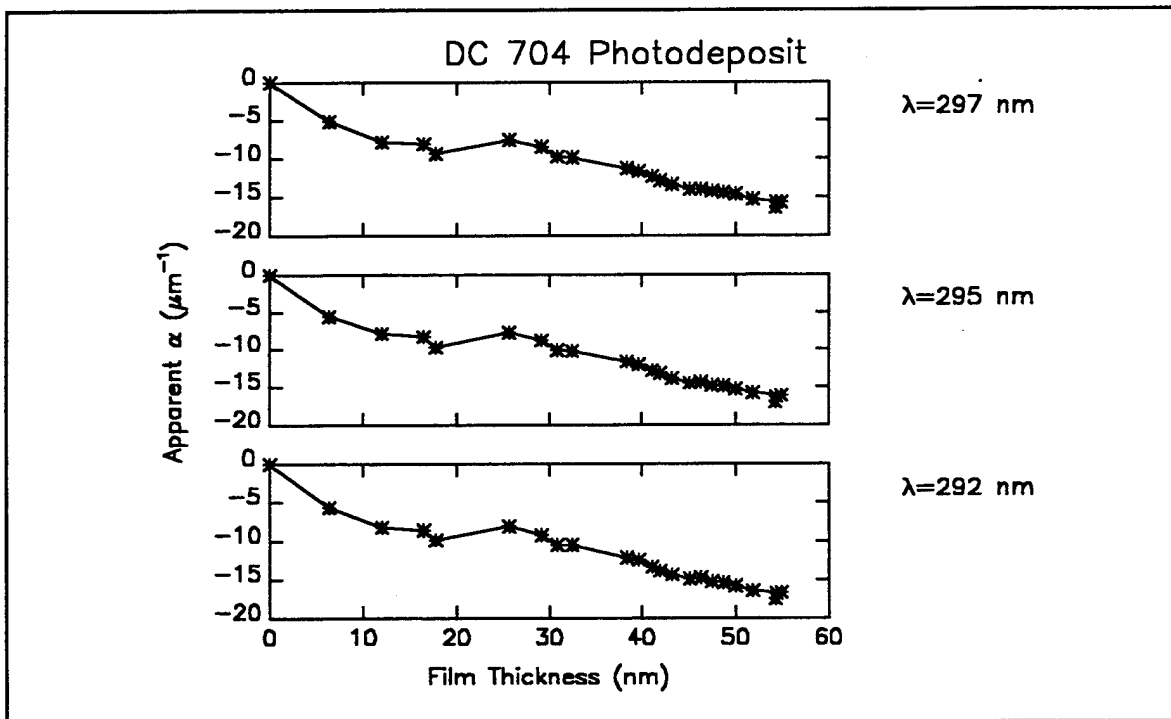 DC 704 Photodeposit
λ=297 nm
0
−5
−10
−15
−20
λ=295 nm
0
−5
−10
−15
−20
λ=292 nm
0
−5
−10
−15
−20
Apparent α (μm⁻¹)
0 10 20 30 40 50 60
Film Thickness (nm)